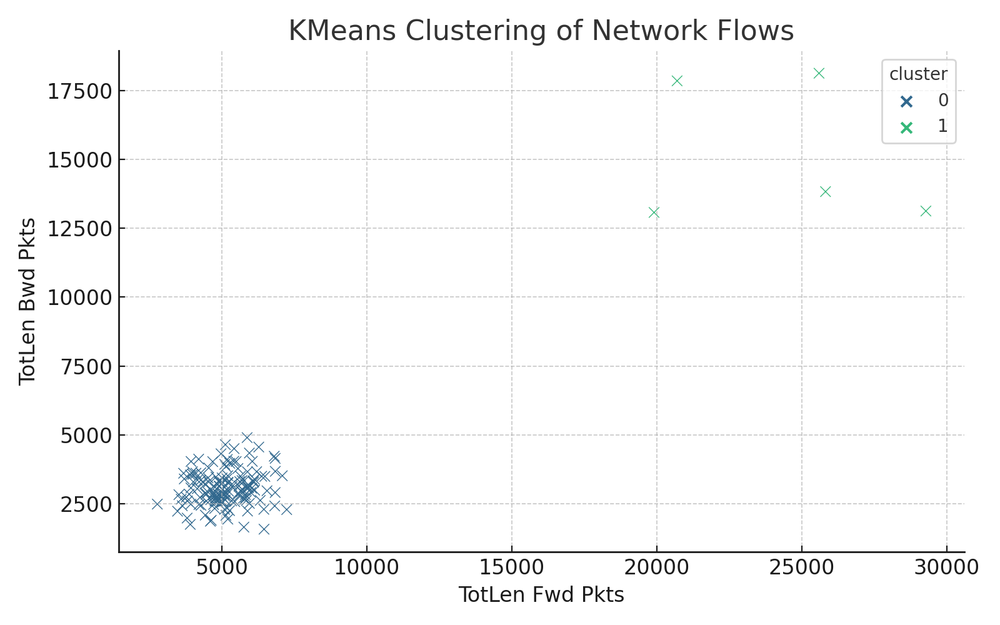 KMeans Clustering of Network Flows
cluster
0
1
17500
15000
12500
10000
7500
5000
2500
TotLen Bwd Pkts
5000 10000 15000 20000 25000 30000
TotLen Fwd Pkts